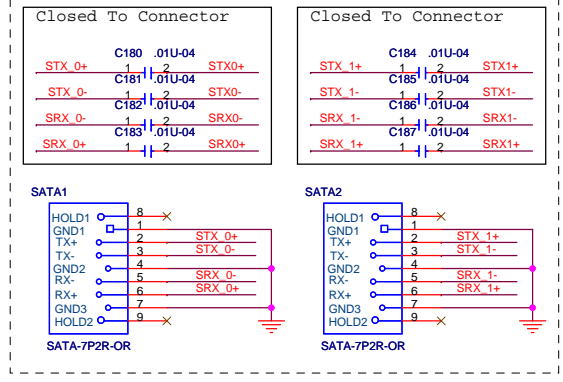 Closed To Connector
C180 .01U-04
STX_0+ 1 2 STX0+
C181 .01U-04
STX_0- 1 2 STX0-
C182 .01U-04
SRX_0- 1 2 SRX0-
C183 .01U-04
SRX_0+ 1 2 SRX0+
Closed To Connector
C184 .01U-04
STX_1+ 1 2 STX1+
C185 .01U-04
STX_1- 1 2 STX1-
C186 .01U-04
SRX_1- 1 2 SRX1-
C187 .01U-04
SRX_1+ 1 2 SRX1+
SATA1
HOLD1 8
GND1 1
TX+ 2 STX_0+
TX- 3 STX_0-
GND2 4
RX- 5 SRX_0-
RX+ 6 SRX_0+
GND3 7
HOLD2 9
SATA-7P2R-OR
SATA2
HOLD1 8
GND1 1
TX+ 2 STX_1+
TX- 3 STX_1-
GND2 4
RX- 5 SRX_1-
RX+ 6 SRX_1+
GND3 7
HOLD2 9
SATA-7P2R-OR